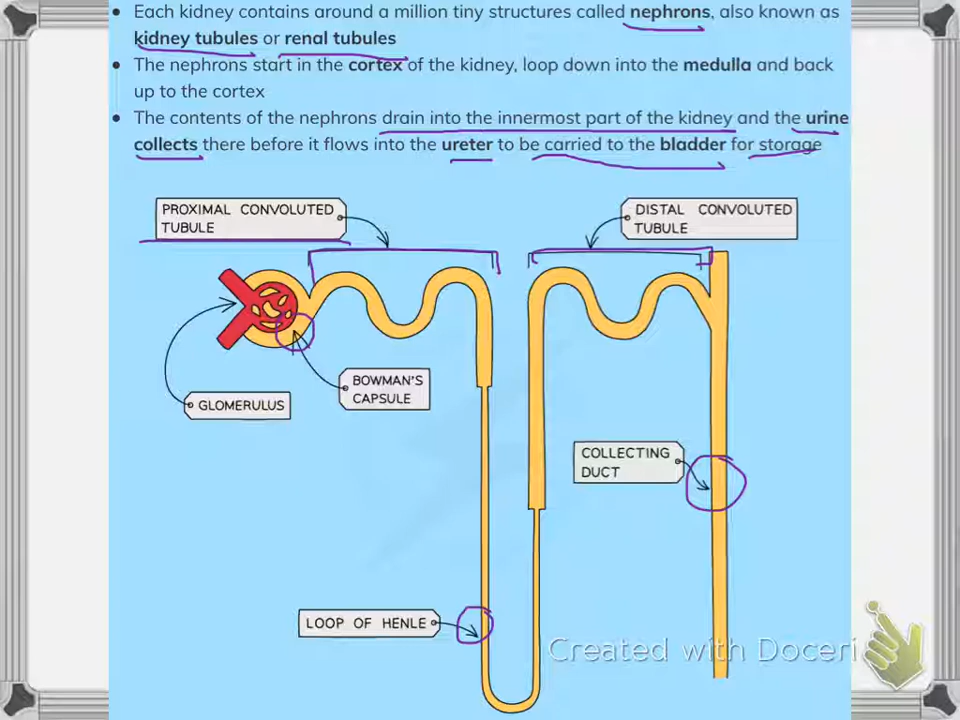 Each kidney contains around a million tiny structures called nephrons, also known as
kidney tubules or renal tubules
The nephrons start in the cortex of the kidney, loop down into the medulla and back
up to the cortex
The contents of the nephrons drain into the innermost part of the kidney and the urine
collects there before it flows into the ureter to be carried to the bladder for storage
PROXIMAL CONVOLUTED
TUBULE
DISTAL CONVOLUTED
TUBULE
BOWMAN'S
CAPSULE
GLOMERULUS
COLLECTING
DUCT
LOOP OF HENLE
Created with Doceri